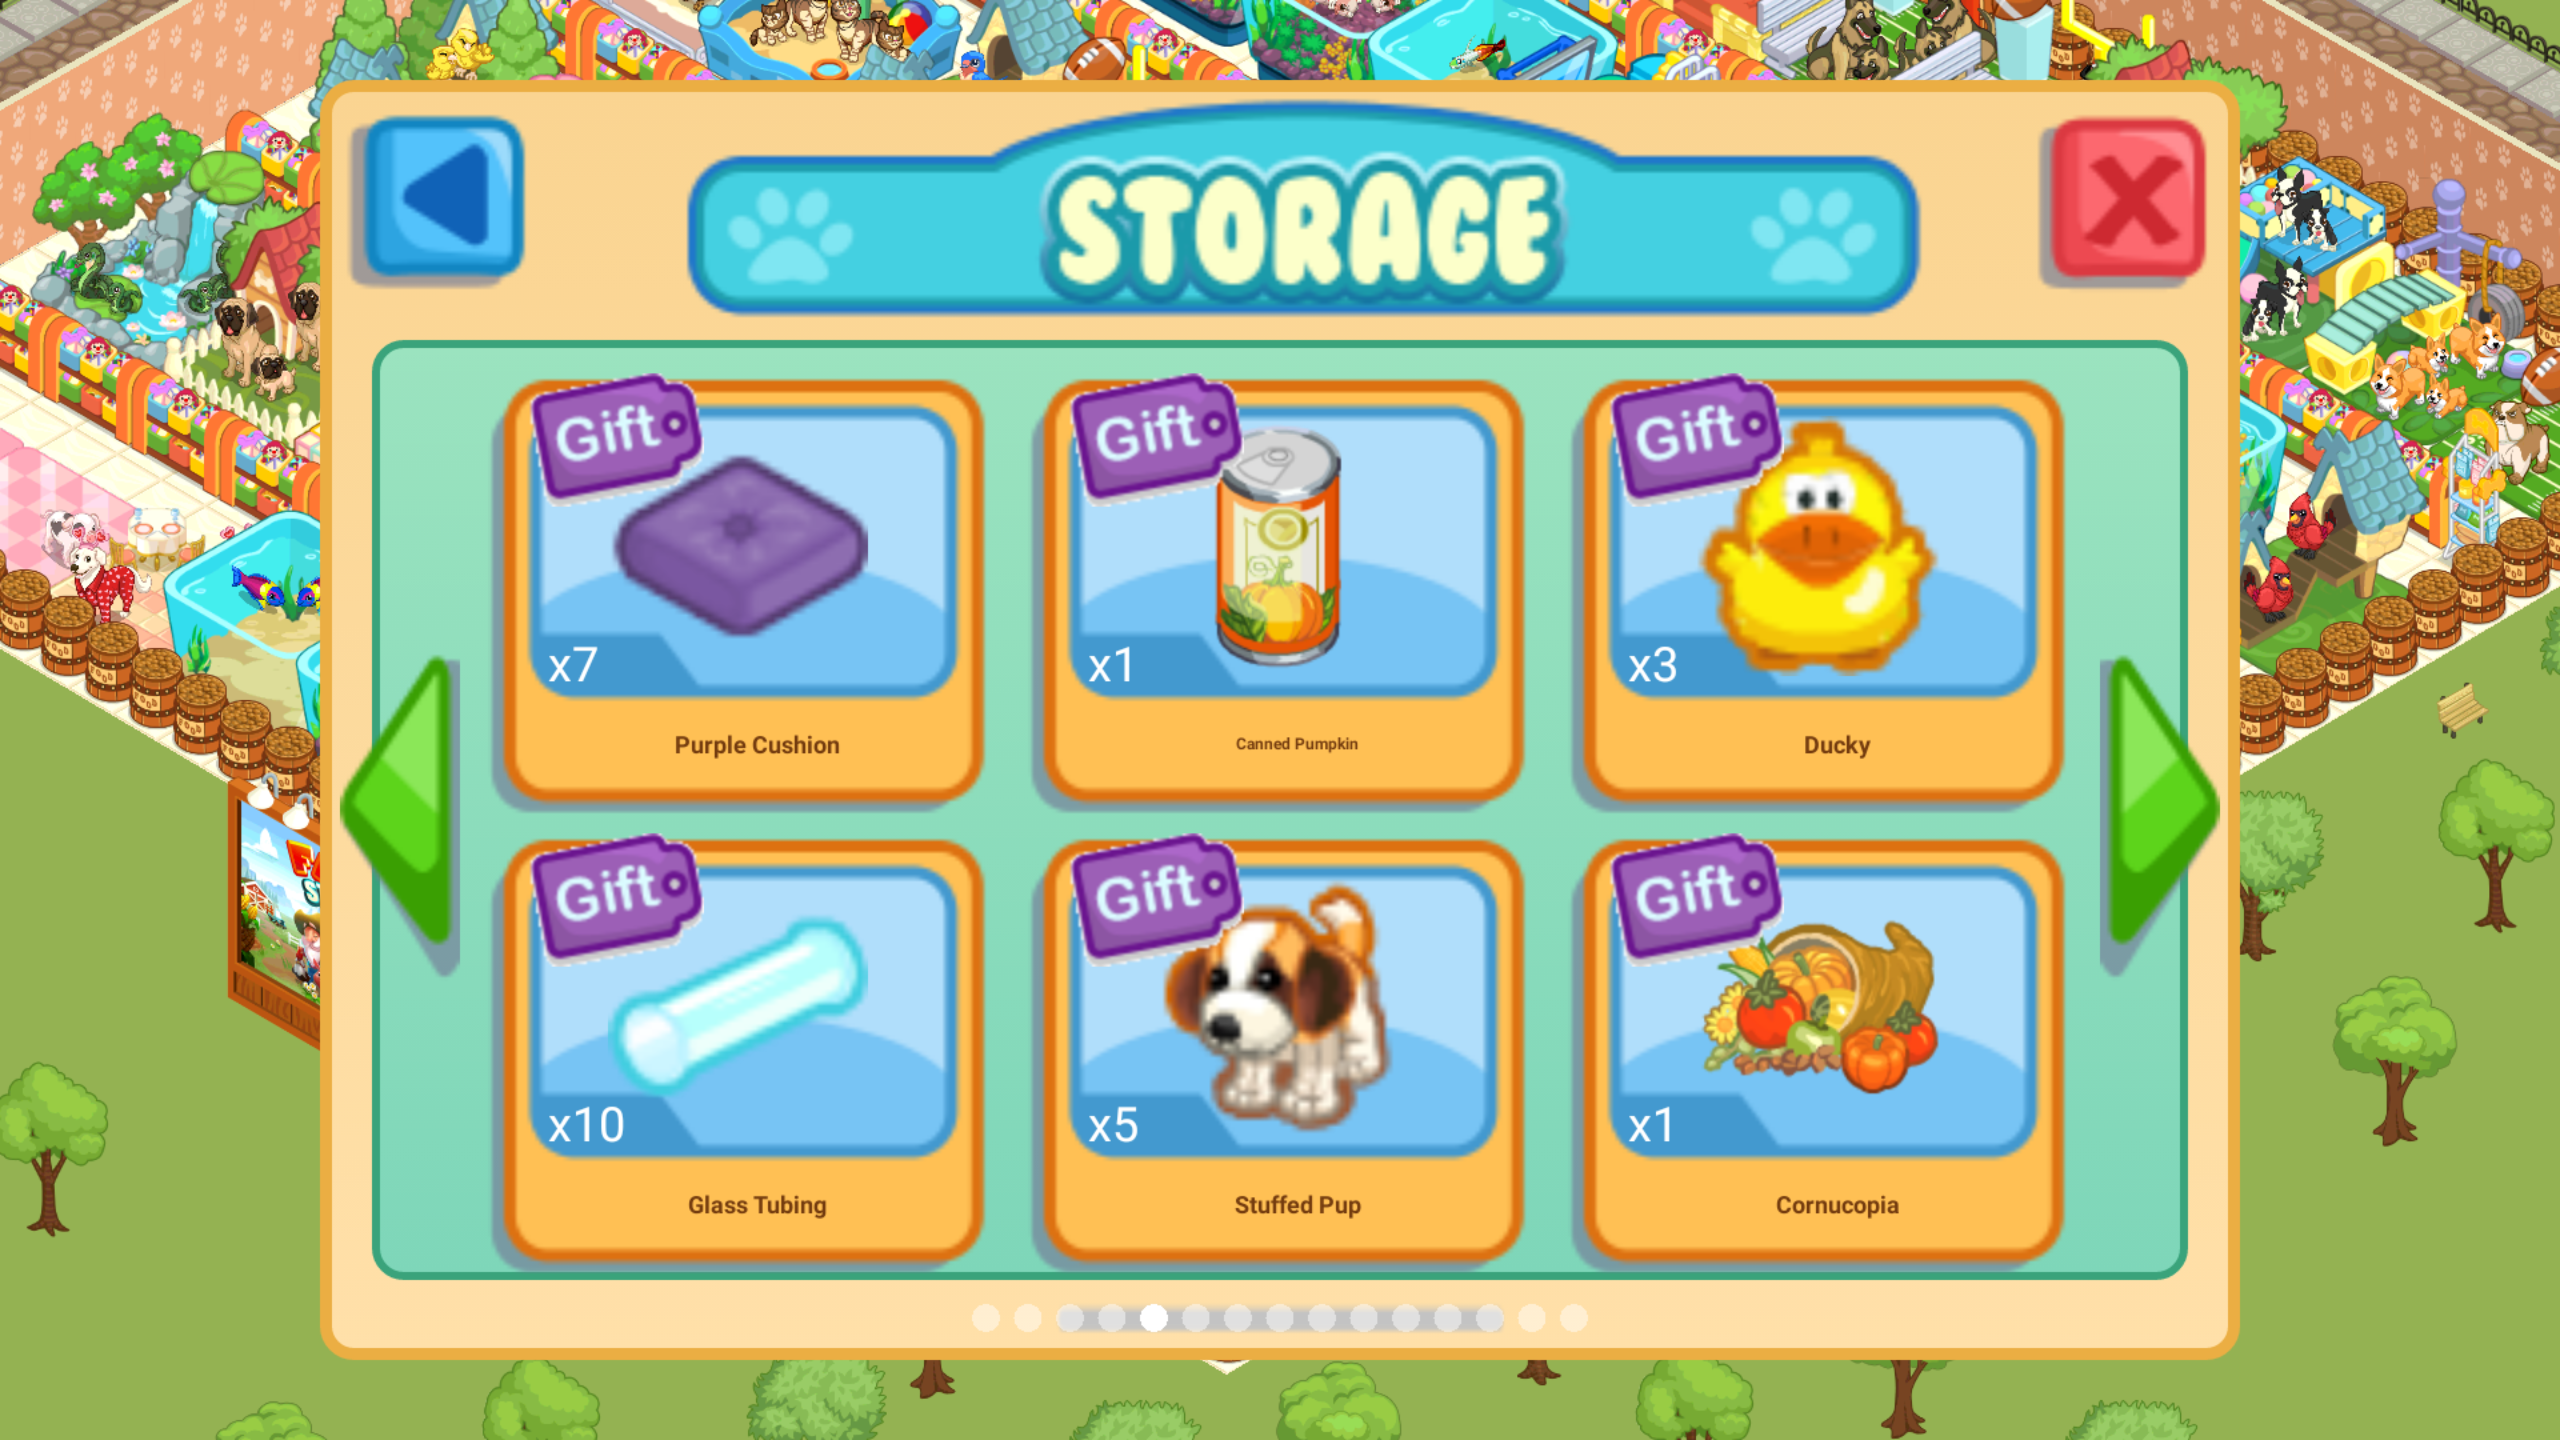 STORAGE
Gift
x7
Purple Cushion
Gift
x1
Canned Pumpkin
Gift
x3
Ducky
Gift
x10
Glass Tubing
Gift
x5
Stuffed Pup
Gift
x1
Cornucopia